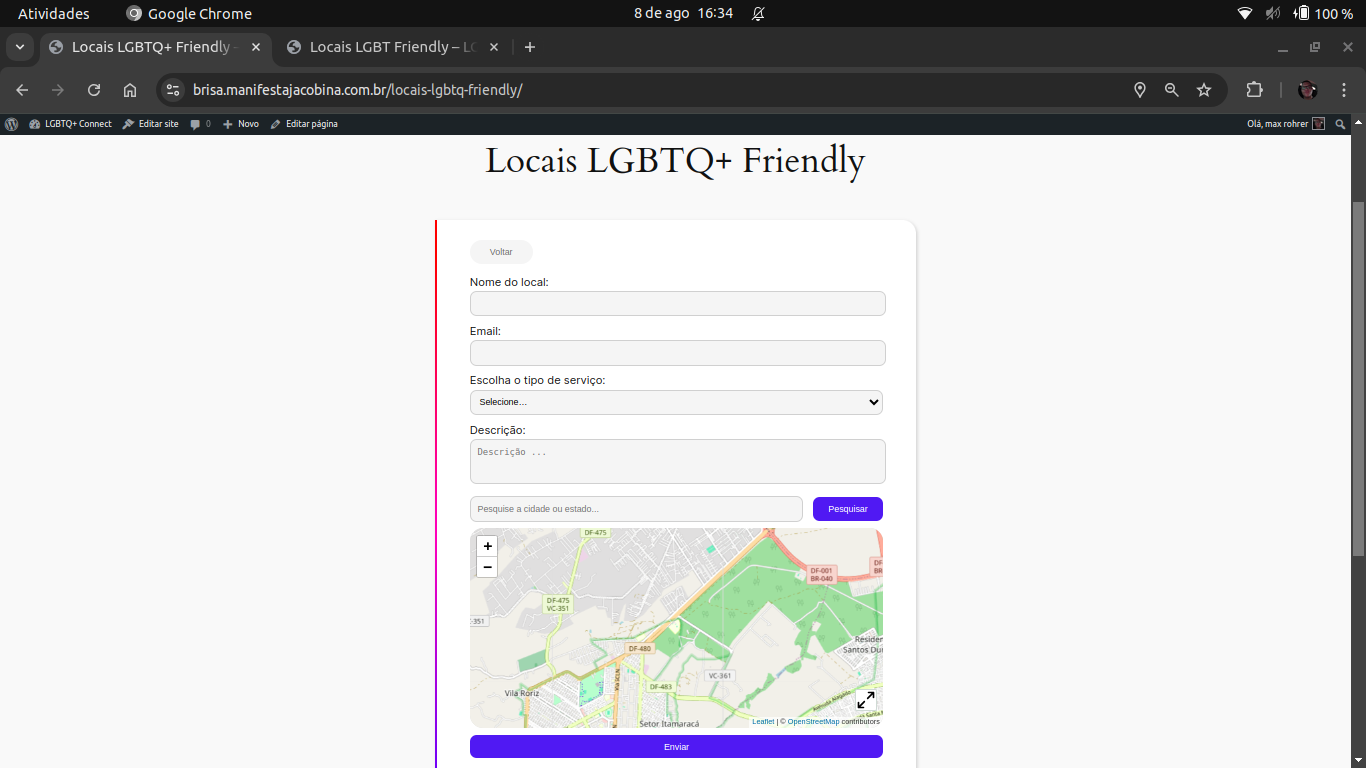 Atividades Google Chrome 8 de ago 16:34 100 %
Locais LGBTQ+ Friendly - Locais LGBT Friendly – LG
brisa.manifestajacobina.com.br/locais-lgbtq-friendly/
LGBTQ+ Connect Editar site 0 Novo Editar página Olá, max rohrer
Locais LGBTQ+ Friendly
Voltar
Nome do local:
Email:
Escolha o tipo de serviço:
Selecione...
Descrição:
Descrição ...
Pesquise a cidade ou estado... Pesquisar
DF-475
+
−
DF-001
BR-040
DF-
BR
DF-475
VC-351
-351
DF-480
Residen
Santos Dum
VC-361
DF-483
Vila Roriz
Setor Itamaracá
Leaflet | © OpenStreetMap contributors
Enviar